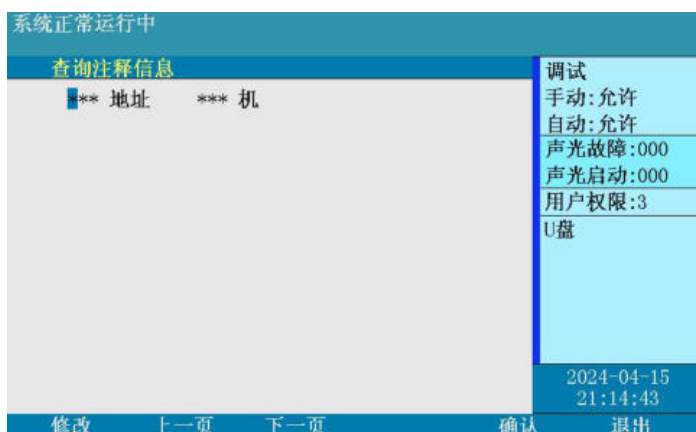 系统正常运行中
查询注释信息
*** 地址 *** 机
调试
手动:允许
自动:允许
声光故障:000
声光启动:000
用户权限:3
U盘
2024-04-15
21:14:43
修改 上一页 下一页 确认 退出